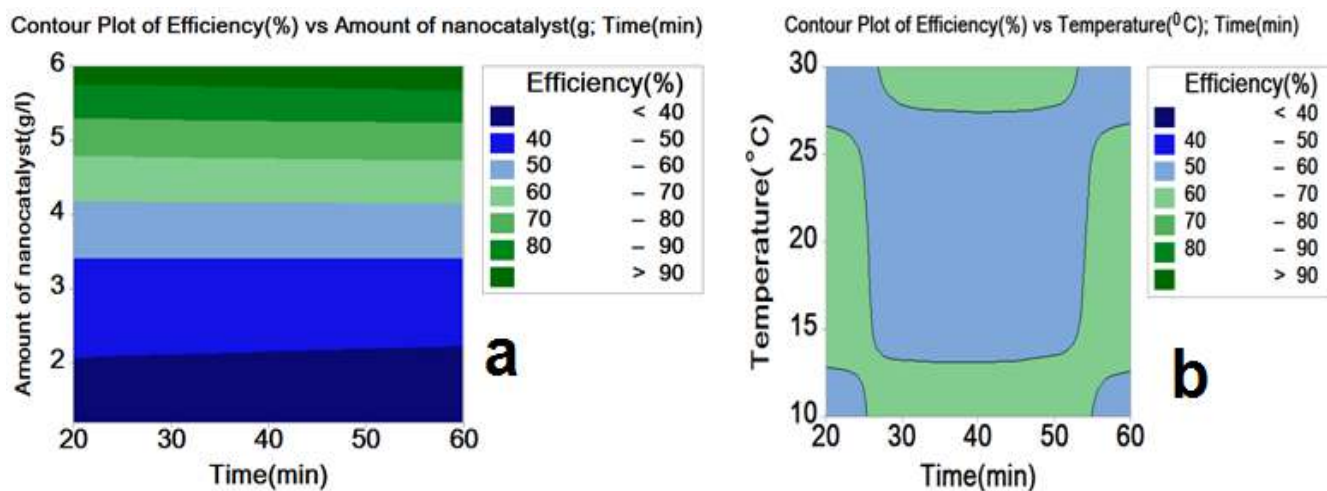 Contour Plot of Efficiency(%) vs Amount of nanocatalyst(g; Time(min)
Amount of nanocatalyst(g/l)
6
5
4
3
2
20 30 40 50 60
Time(min)
Efficiency(%)
< 40
40 – 50
50 – 60
60 – 70
70 – 80
80 – 90
> 90
a
Contour Plot of Efficiency(%) vs Temperature(⁰C); Time(min)
Temperature(°C)
30
25
20
15
10
20 30 40 50 60
Time(min)
Efficiency(%)
< 40
40 – 50
50 – 60
60 – 70
70 – 80
80 – 90
> 90
b